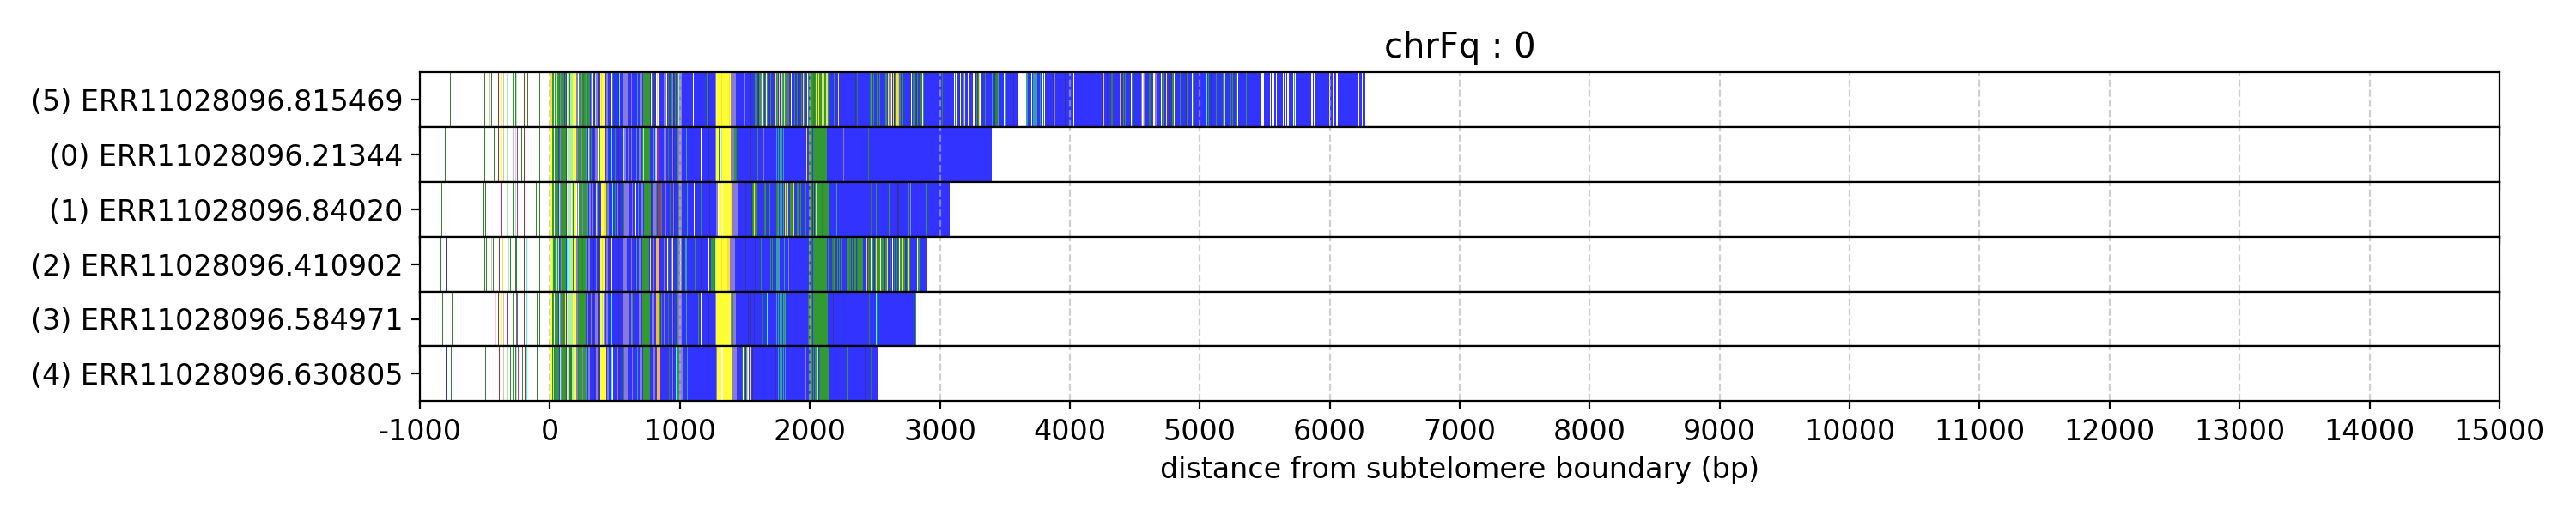 chrFq : 0
(5) ERR11028096.815469
(0) ERR11028096.21344
(1) ERR11028096.84020
(2) ERR11028096.410902
(3) ERR11028096.584971
(4) ERR11028096.630805
-1000 0 1000 2000 3000 4000 5000 6000 7000 8000 9000 10000 11000 12000 13000 14000 15000
distance from subtelomere boundary (bp)